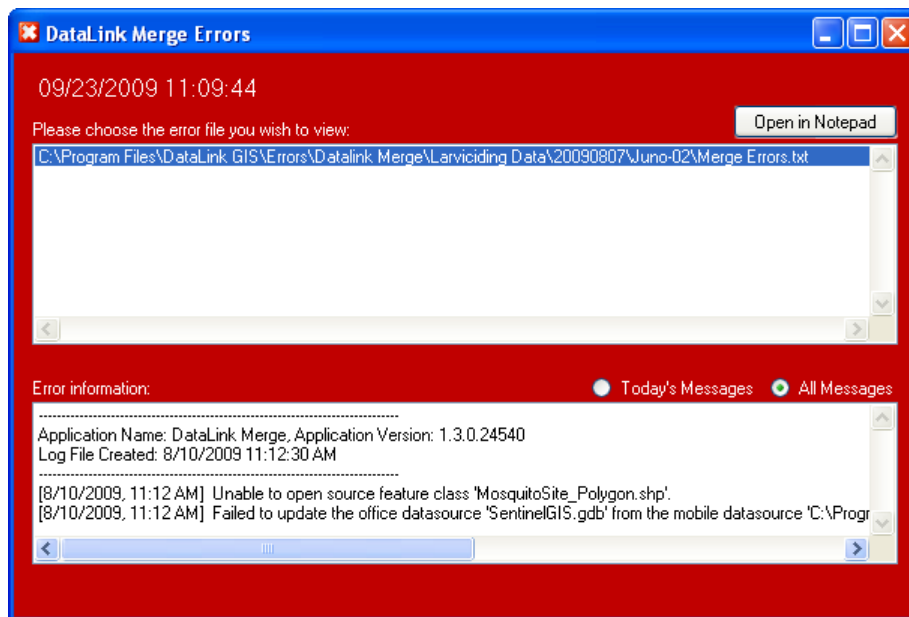 DataLink Merge Errors
09/23/2009 11:09:44
Please choose the error file you wish to view:
Open in Notepad
C:\Program Files\DataLink GIS\Errors\Datalink Merge\Larviciding Data\20090807\Juno-02\Merge Errors.txt
Error information:
Today's Messages
All Messages
--------------------------------------------------------------------------------
Application Name: DataLink Merge, Application Version: 1.3.0.24540
Log File Created: 8/10/2009 11:12:30 AM
--------------------------------------------------------------------------------
[8/10/2009, 11:12 AM]  Unable to open source feature class 'MosquitoSite_Polygon.shp'.
[8/10/2009, 11:12 AM]  Failed to update the office datasource 'SentinelGIS.gdb' from the mobile datasource 'C:\Progr